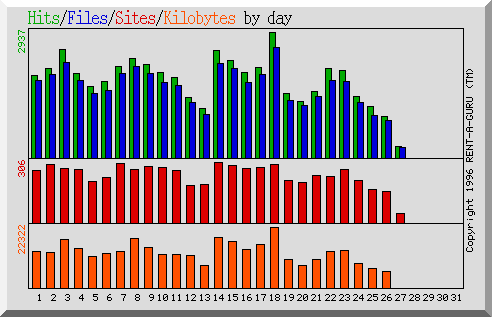 Hits/Files/Sites/Kilobytes by day
2937
306
22322
Copyright 1996 RENT-A-GURU (TM)
1 2 3 4 5 6 7 8 9 10 11 12 13 14 15 16 17 18 19 20 21 22 23 24 25 26 27 28 29 30 31